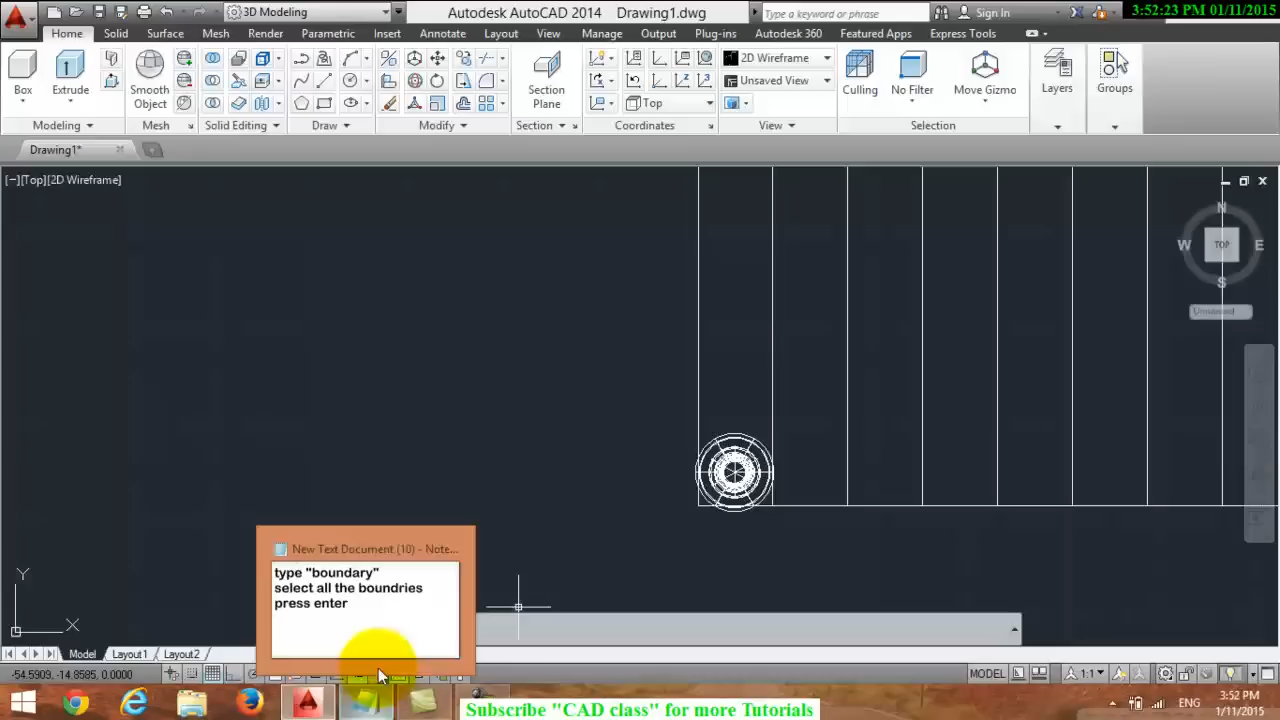 3D Modeling
Autodesk AutoCAD 2014 Drawing1.dwg
Type a keyword or phrase
Sign In
3:52:23 PM 01/11/2015
Home Solid Surface Mesh Render Parametric Insert Annotate Layout View Manage Output Plug-ins Autodesk 360 Featured Apps Express Tools
2D Wireframe
Unsaved View
Top
Box
Extrude
Smooth
Object
Section
Plane
Culling
No Filter
Move Gizmo
Layers
Groups
Modeling
Mesh
Solid Editing
Draw
Modify
Section
Coordinates
View
Selection
Drawing1*
[−][Top][2D Wireframe]
N
W
TOP
E
S
Unnamed
New Text Document (10) - Note...
type "boundary"
select all the boundries
press enter
Y
X
Model Layout1 Layout2
-54.5909, -14.8585, 0.0000
MODEL
1:1
ENG
3:52 PM
1/11/2015
Subscribe "CAD class" for more Tutorials